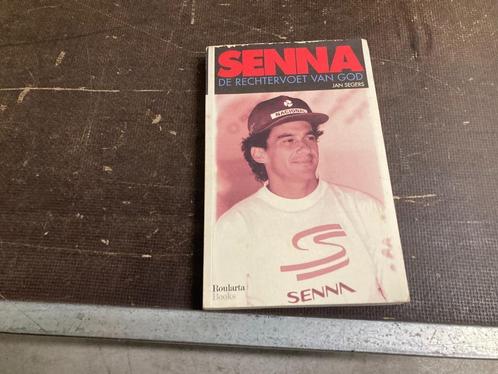 SENNA
DE RECHTERVOET VAN GOD
JAN SEGERS
NACIONAL
S
SENNA
Roularta
Books